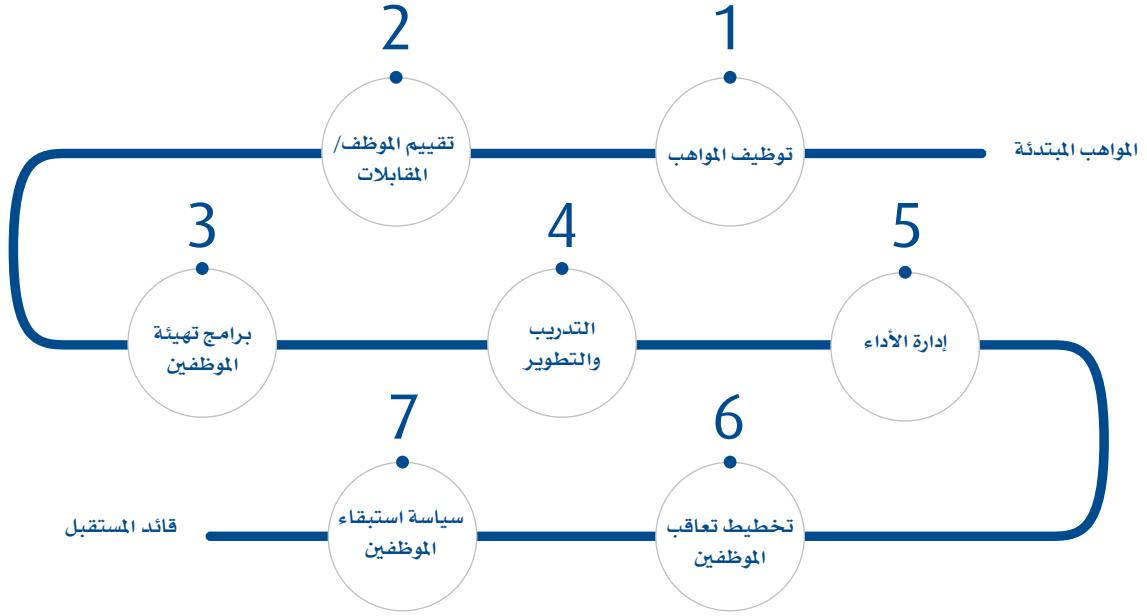 المواهب المبتدئة
1
توظيف المواهب
2
تقييم الموظف/
المقابلات
3
برامج تهيئة
الموظفين
4
التدريب
والتطوير
5
إدارة الأداء
6
تخطيط تعاقب
الموظفين
7
سياسة استبقاء
الموظفين
قائد المستقبل